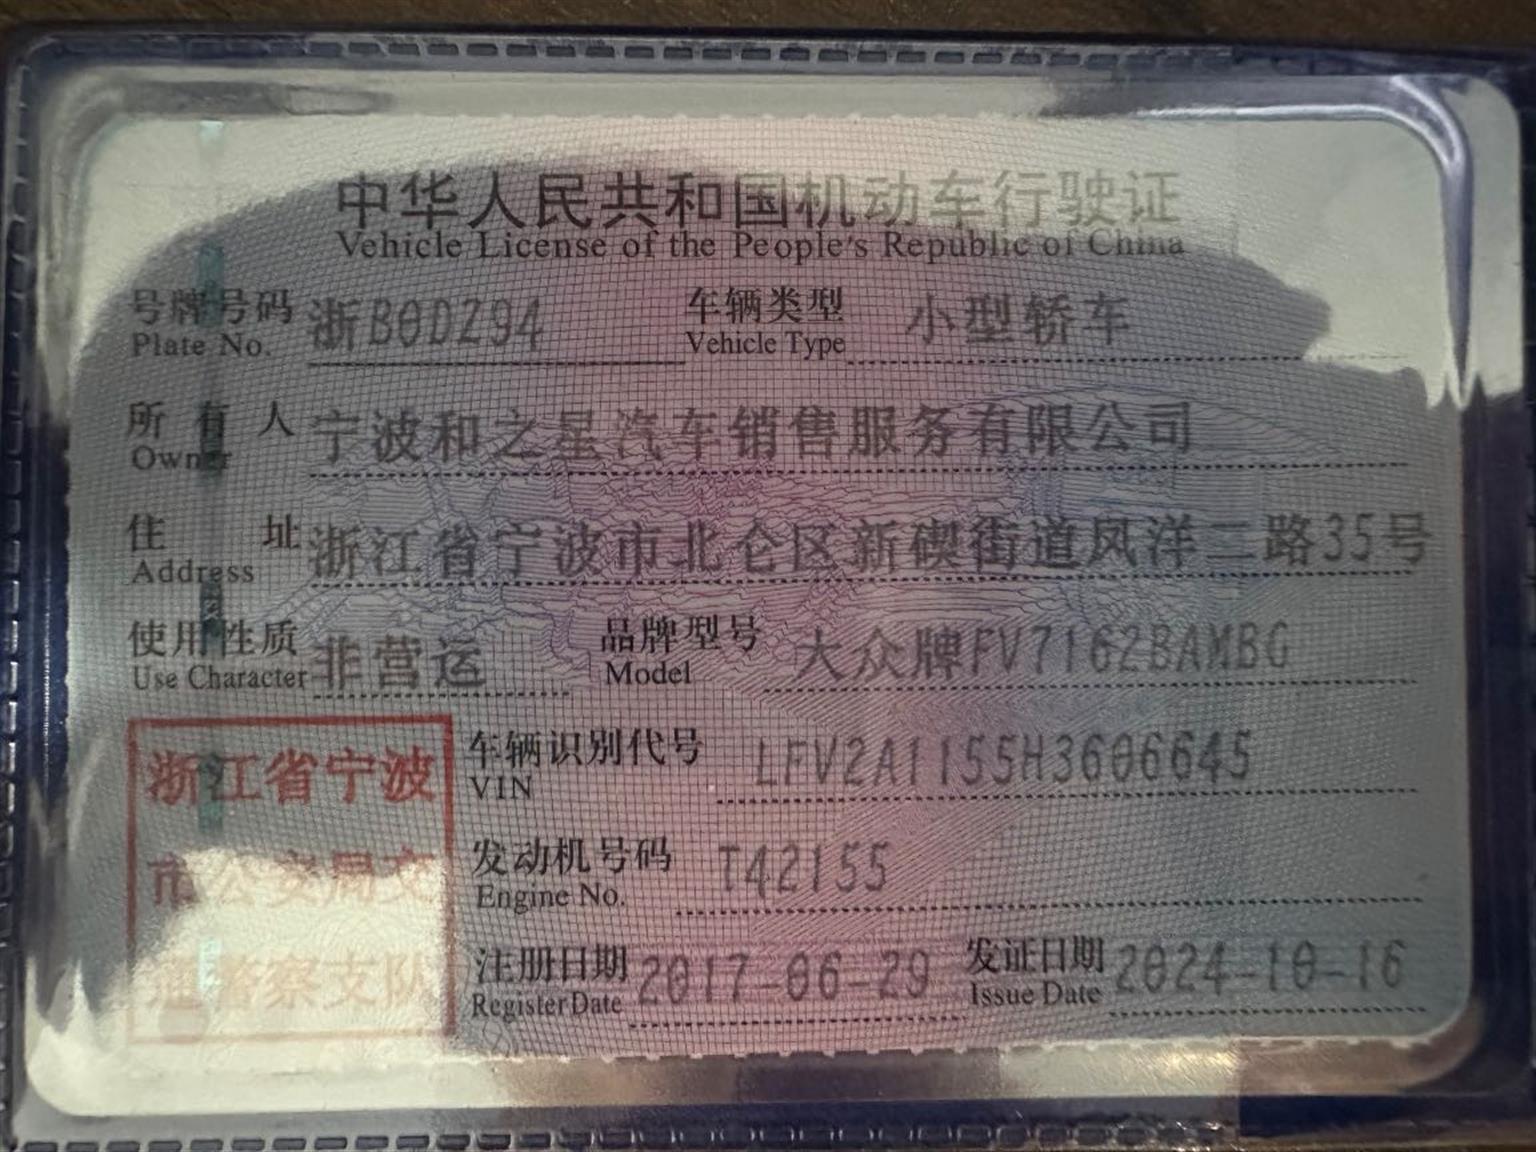 中华人民共和国机动车行驶证
Vehicle License of the People's Republic of China
号牌号码 浙B0DZ94 车辆类型 小型轿车
Plate No. Vehicle Type
所有人 宁波和之星汽车销售服务有限公司
Owner
住址 浙江省宁波市北仑区新碶街道凤洋二路35号
Address
使用性质 非营运 品牌型号 大众牌FV7162BAMBG
Use Character Model
浙江省宁波
市公安局交
通警察支队
车辆识别代号 LFV2A1155H3606645
VIN
发动机号码 T42155
Engine No.
注册日期 2017-06-29 发证日期 2024-10-16
Register Date Issue Date